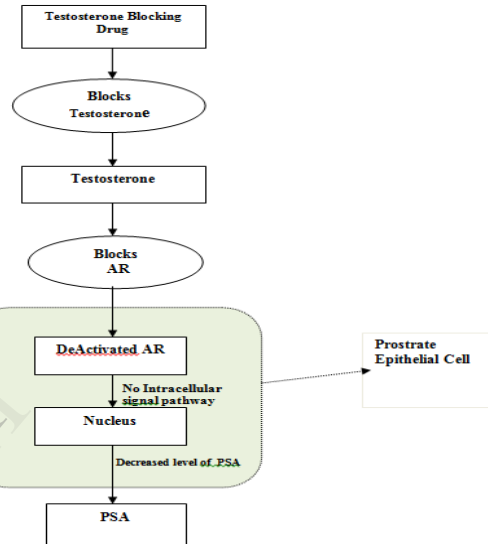 Testosterone Blocking
Drug
Blocks
Testosterone
Testosterone
Blocks
AR
DeActivated AR
No Intracellular
signal pathway
Nucleus
Decreased level of PSA
PSA
Prostrate
Epithelial Cell